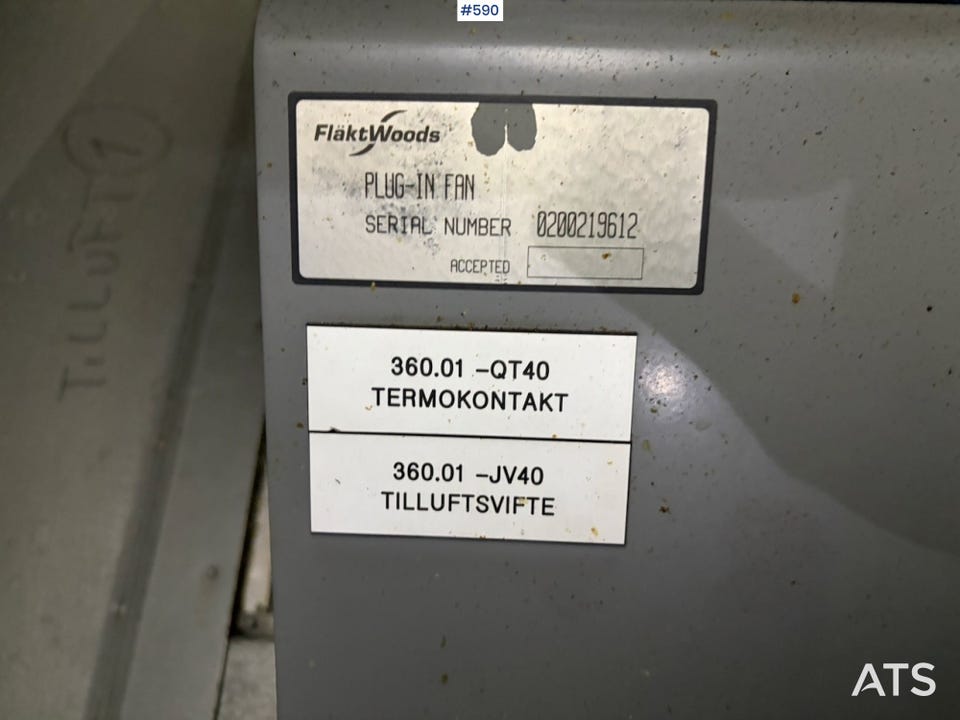 #590
FläktWoods
PLUG-IN FAN
SERIAL NUMBER 0200219612
ACCEPTED
360.01 -QT40
TERMOKONTAKT
360.01 -JV40
TILLUFTSVIFTE
TILLUFT 1
ATS